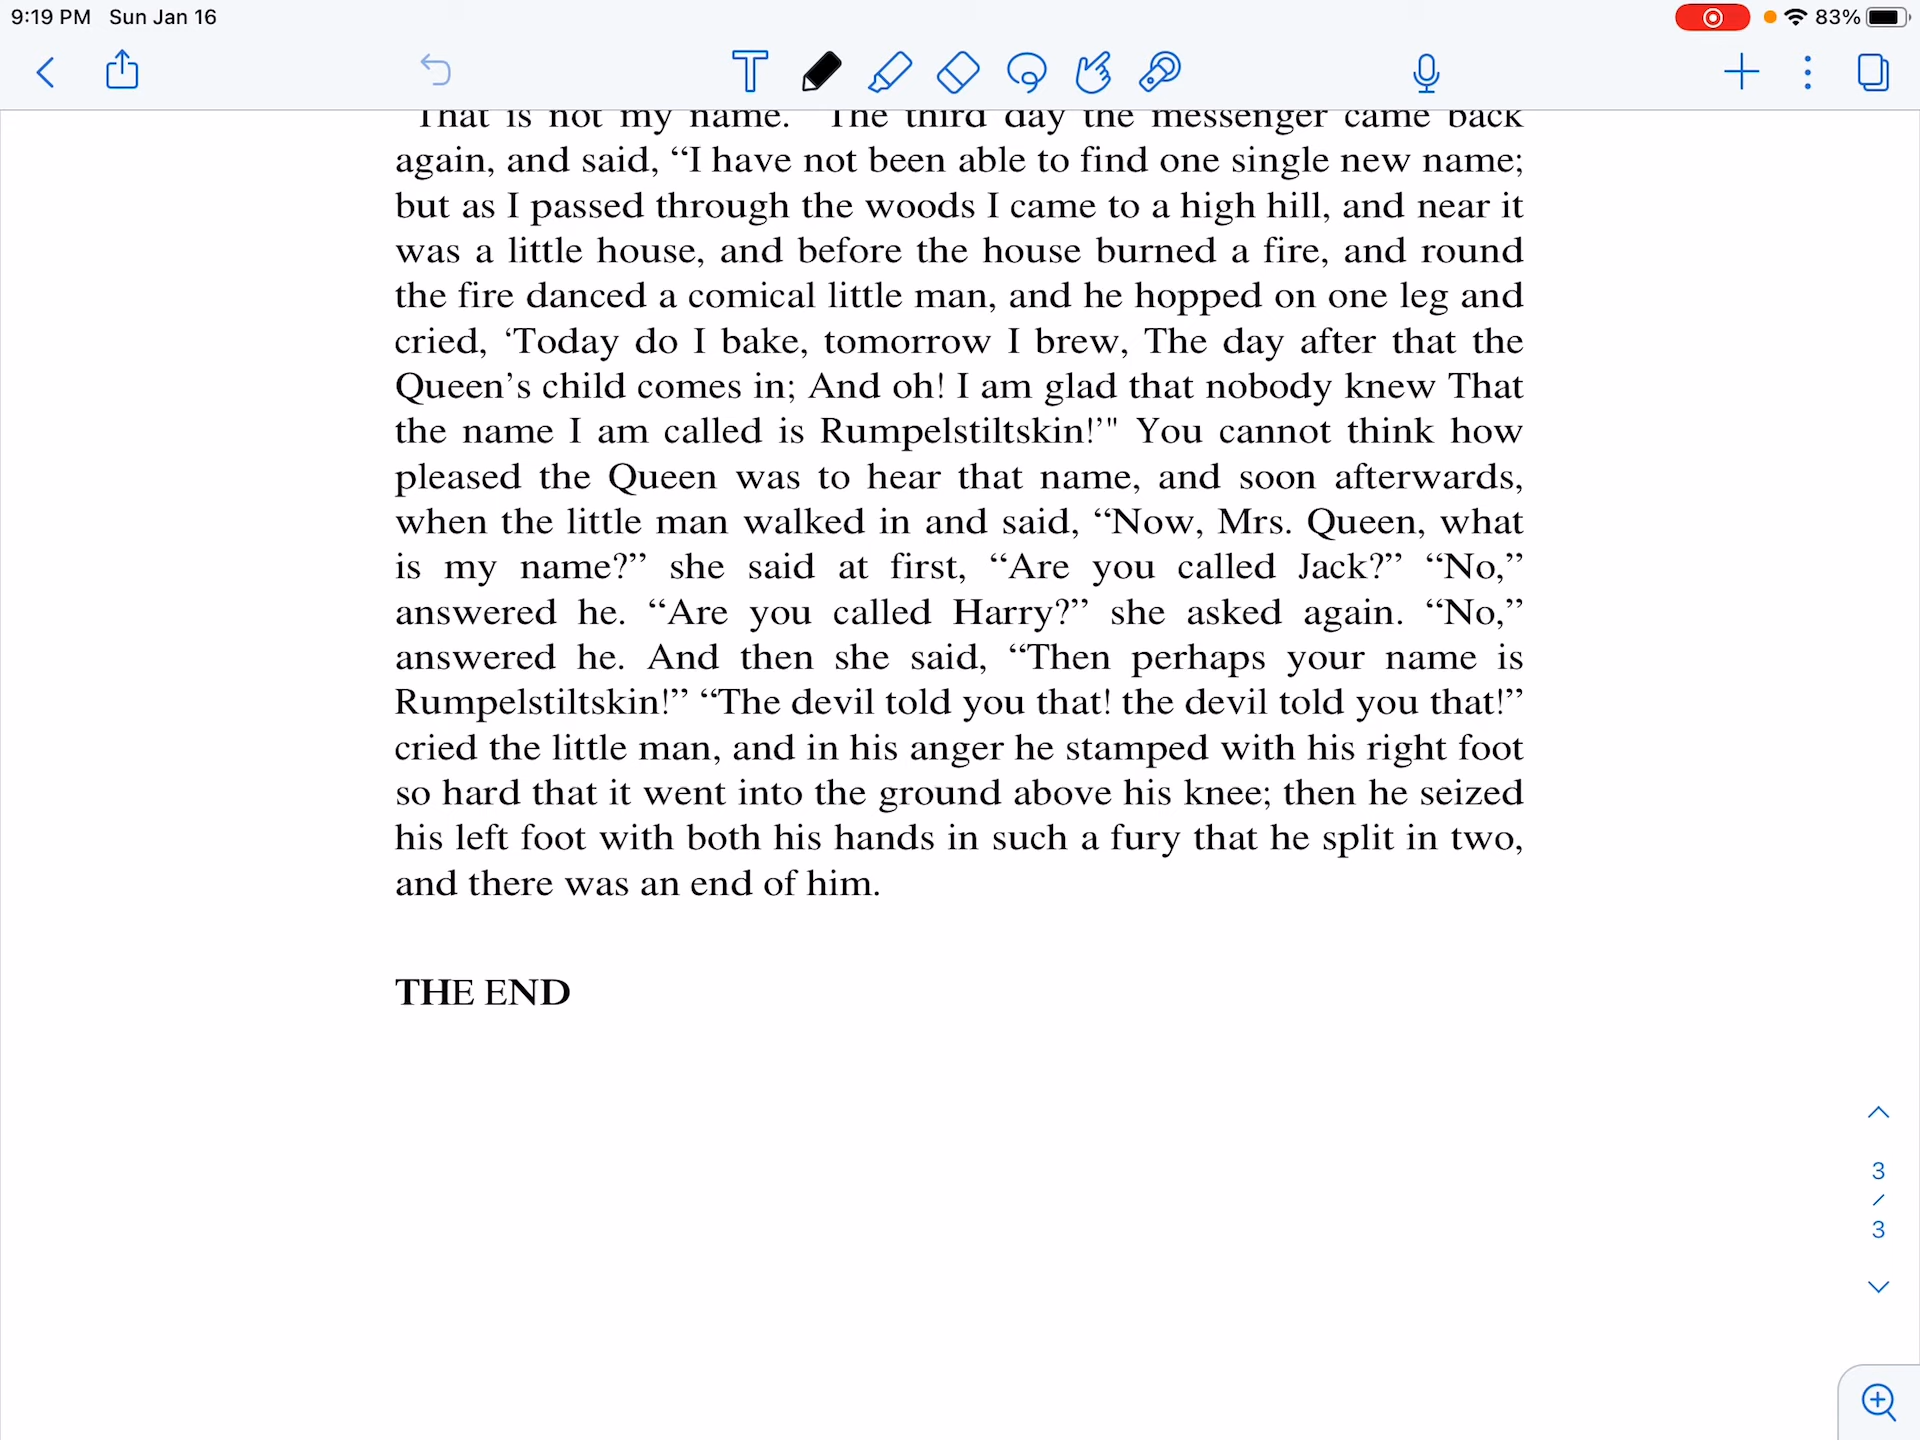 9:19 PM Sun Jan 16
83%
T
That is not my name.” The third day the messenger came back
again, and said, “I have not been able to find one single new name;
but as I passed through the woods I came to a high hill, and near it
was a little house, and before the house burned a fire, and round
the fire danced a comical little man, and he hopped on one leg and
cried, ‘Today do I bake, tomorrow I brew, The day after that the
Queen’s child comes in; And oh! I am glad that nobody knew That
the name I am called is Rumpelstiltskin!’" You cannot think how
pleased the Queen was to hear that name, and soon afterwards,
when the little man walked in and said, “Now, Mrs. Queen, what
is my name?” she said at first, “Are you called Jack?” “No,”
answered he. “Are you called Harry?” she asked again. “No,”
answered he. And then she said, “Then perhaps your name is
Rumpelstiltskin!” “The devil told you that! the devil told you that!”
cried the little man, and in his anger he stamped with his right foot
so hard that it went into the ground above his knee; then he seized
his left foot with both his hands in such a fury that he split in two,
and there was an end of him.
THE END
3
/
3